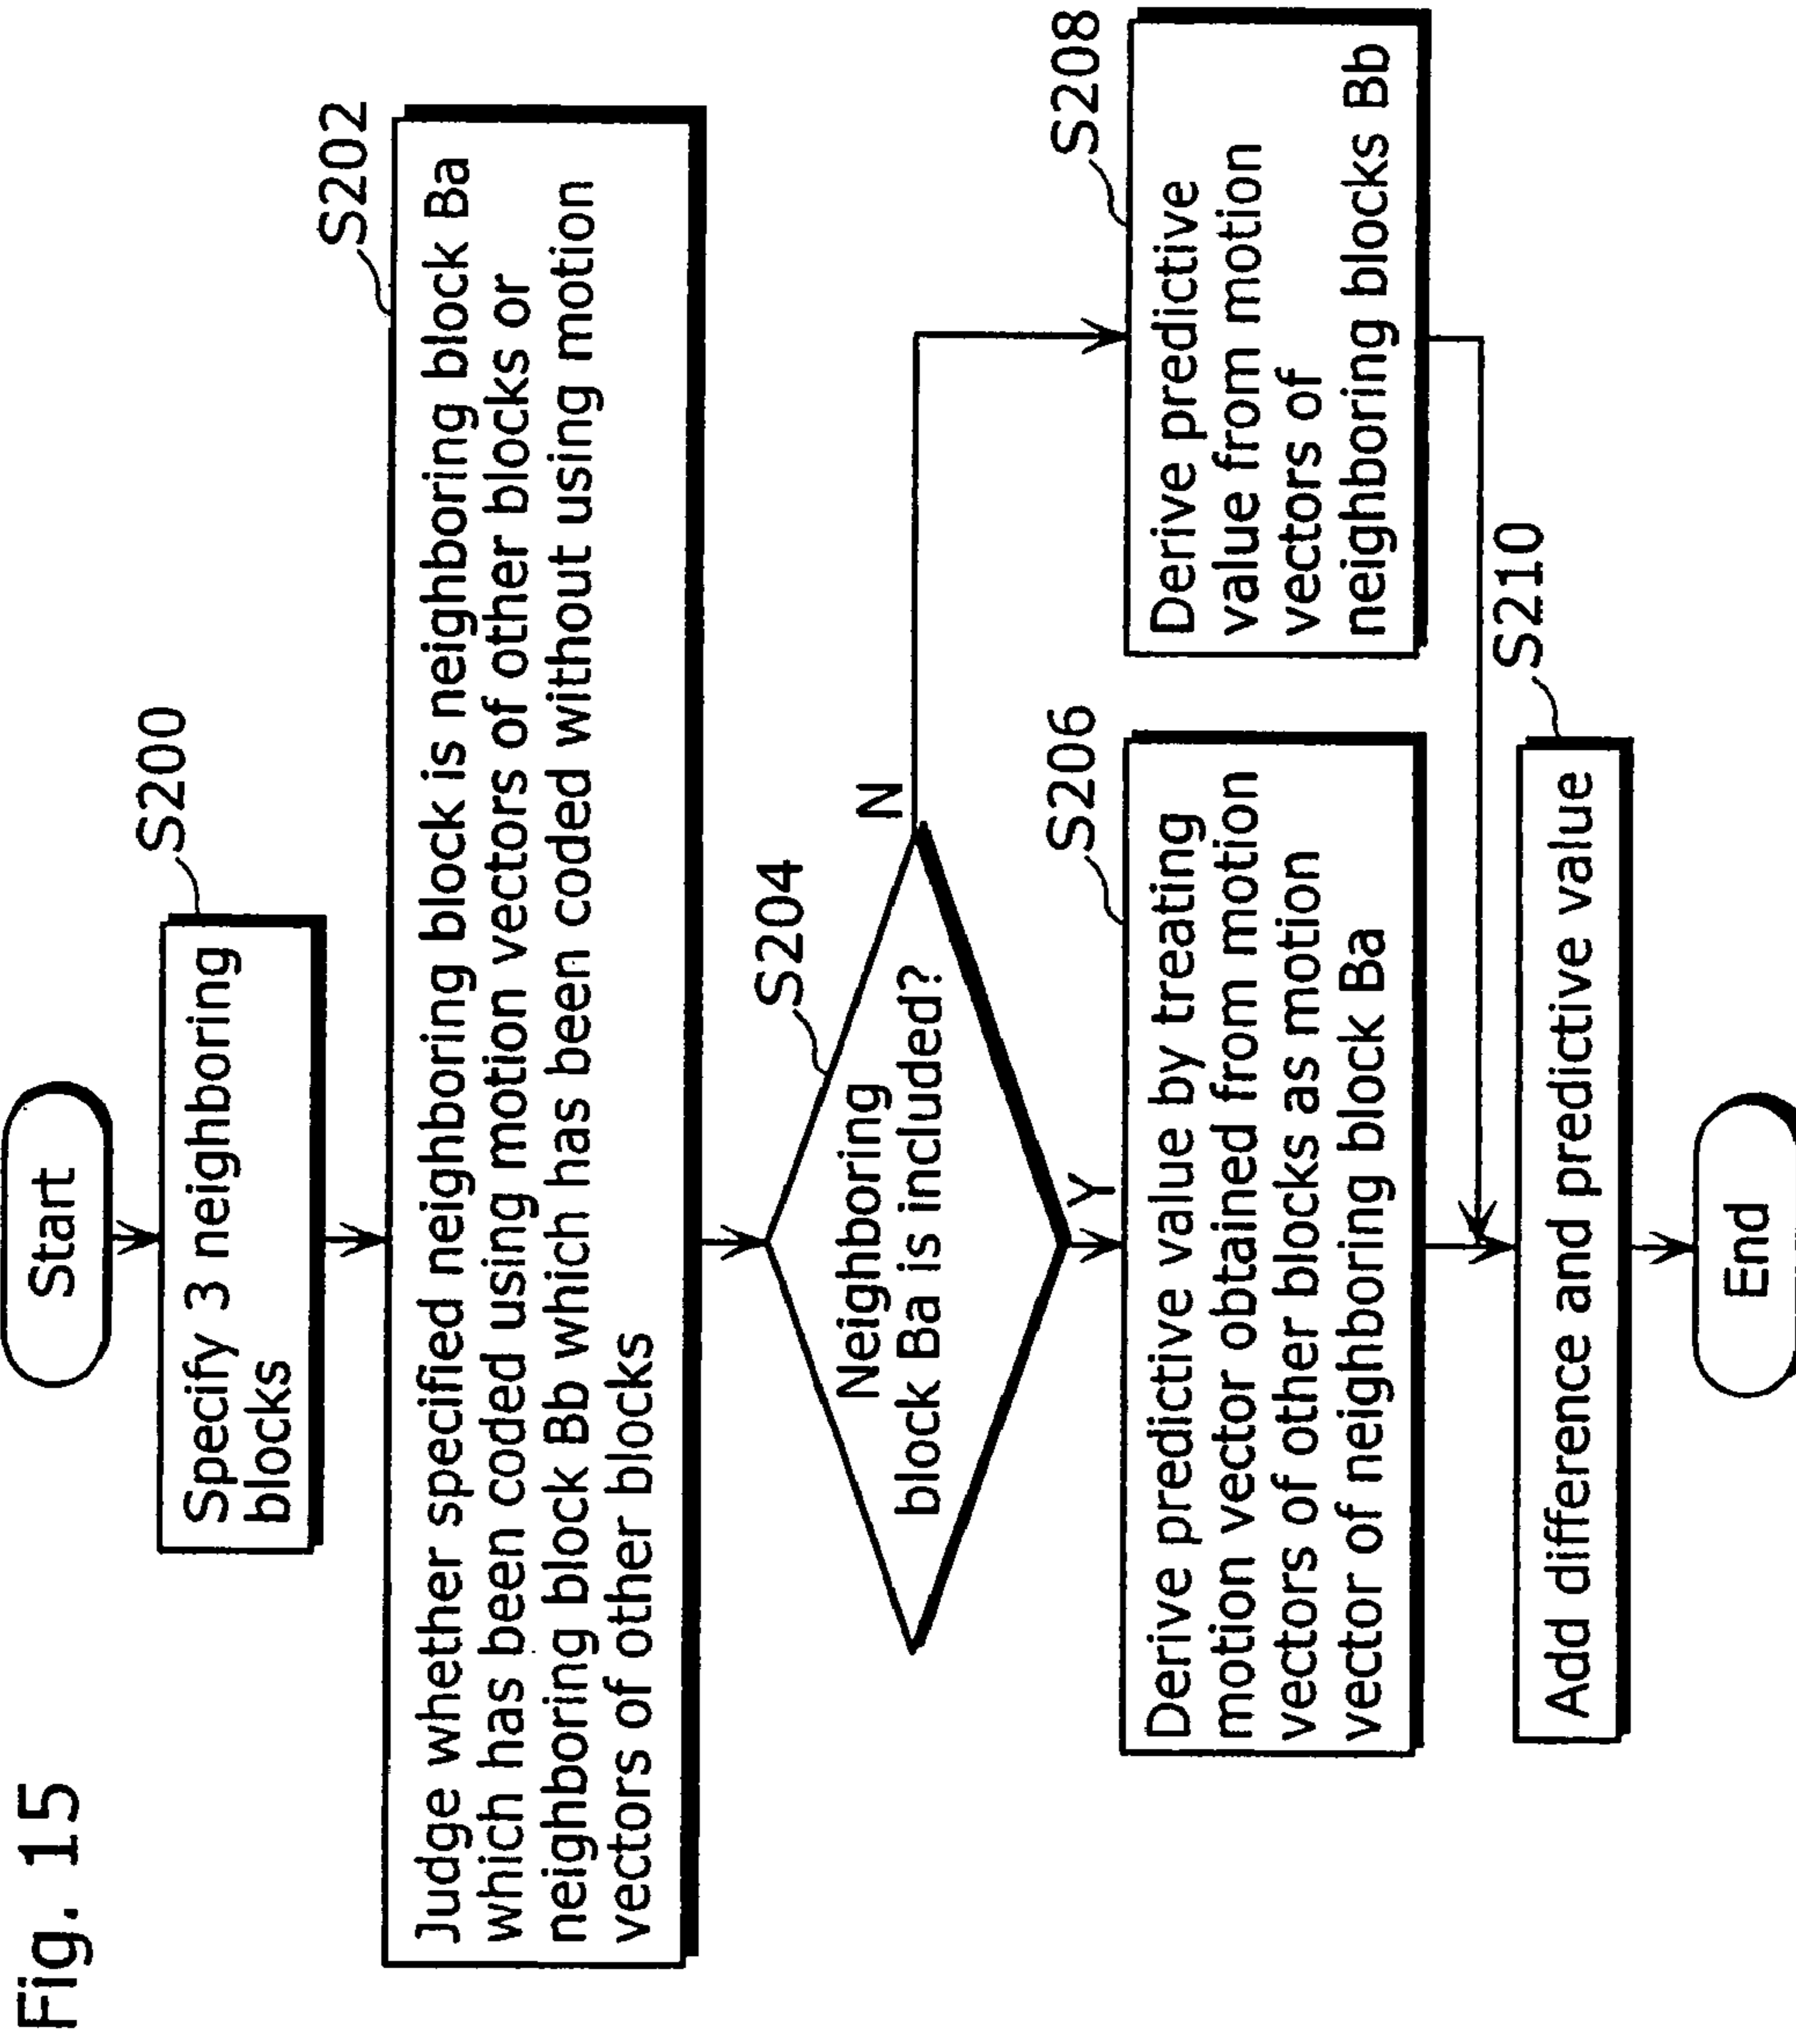 Fig. 15
Start
S200
Specify 3 neighboring
blocks
S202
Judge whether specified neighboring block is neighboring block Ba
which has been coded using motion vectors of other blocks or
neighboring block Bb which has been coded without using motion
vectors of other blocks
S204
Neighboring
block Ba is included?
N
Y
S206
Derive predictive value by treating
motion vector obtained from motion
vectors of other blocks as motion
vector of neighboring block Ba
S208
Derive predictive
value from motion
vectors of
neighboring blocks Bb
S210
Add difference and predictive value
End